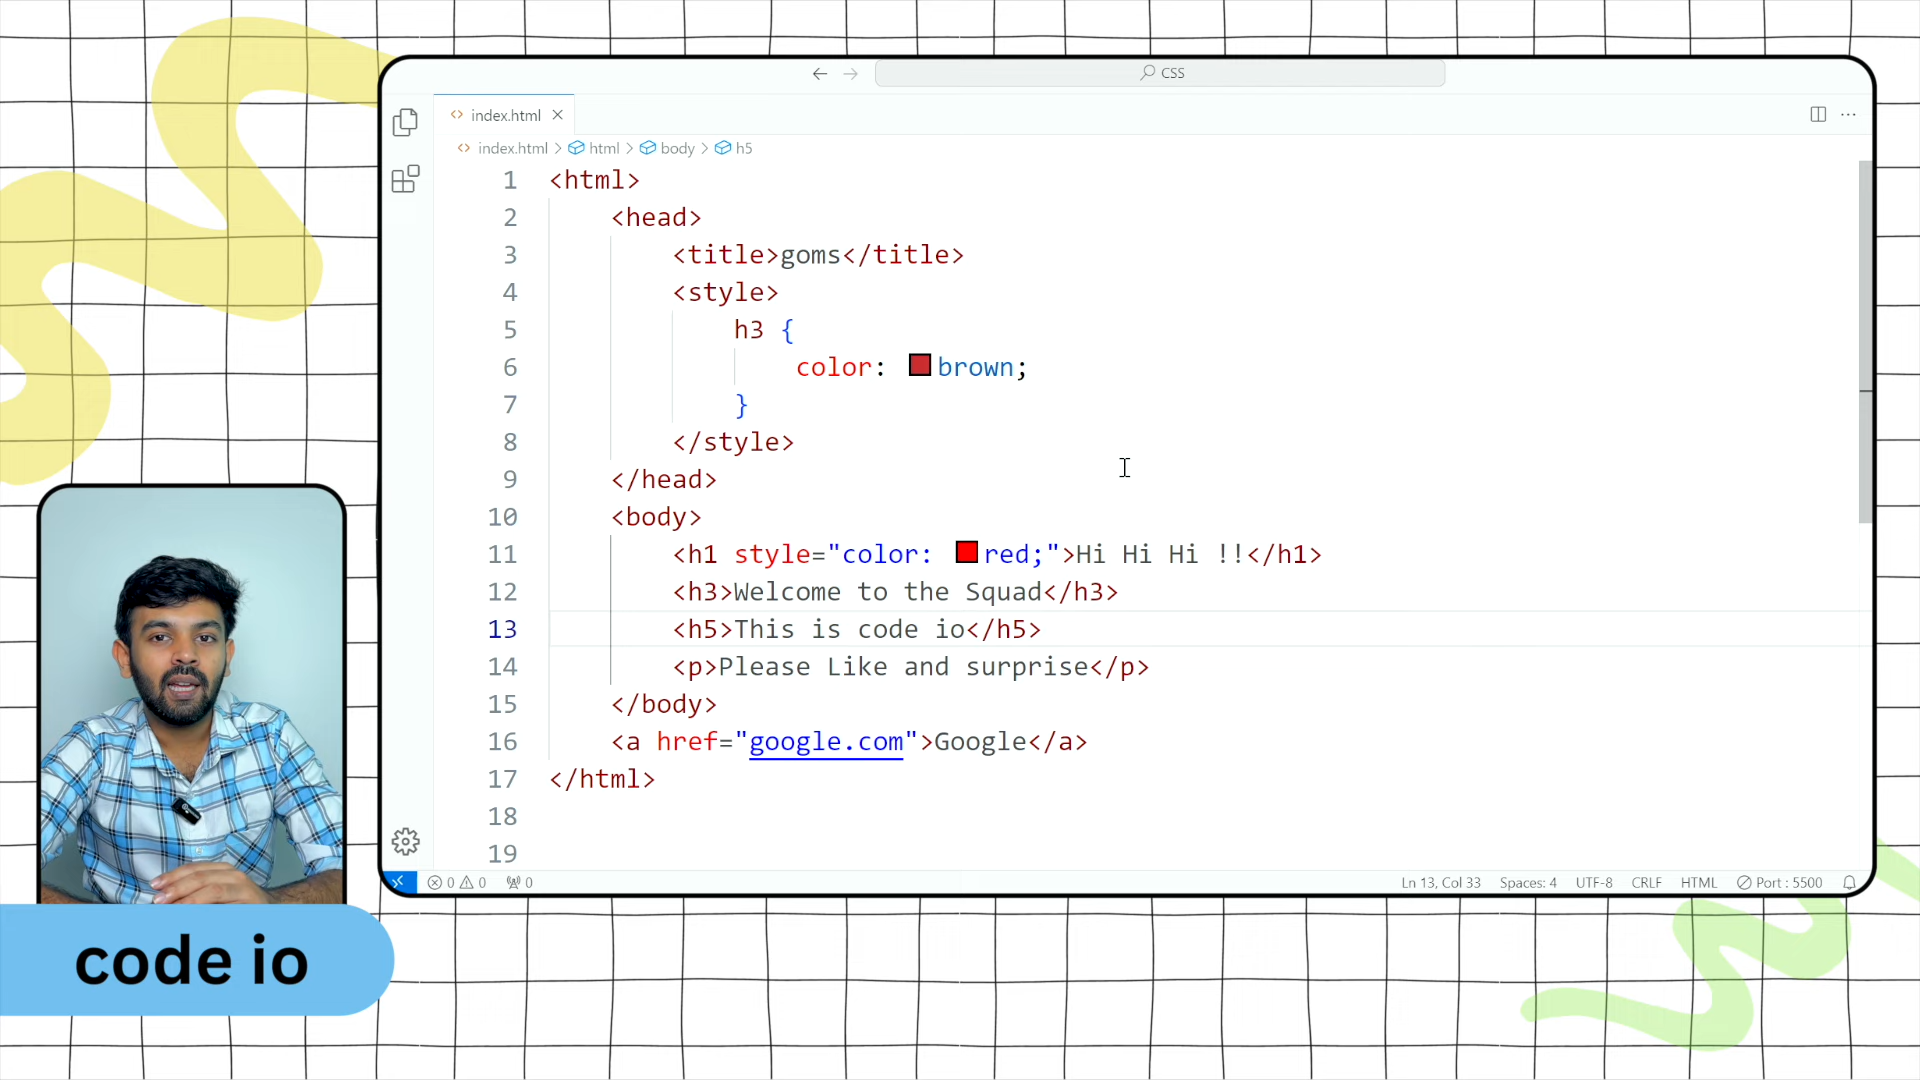 CSS
index.html
index.html > html > body > h5
1 <html>
2 <head>
3 <title>goms</title>
4 <style>
5 h3 {
6 color: brown;
7 }
8 </style>
9 </head>
10 <body>
11 <h1 style="color: red;">Hi Hi Hi !!</h1>
12 <h3>Welcome to the Squad</h3>
13 <h5>This is code io</h5>
14 <p>Please Like and surprise</p>
15 </body>
16 <a href="google.com">Google</a>
17 </html>
18
19
0 0 0 Ln 13, Col 33 Spaces: 4 UTF-8 CRLF HTML Port : 5500
code io